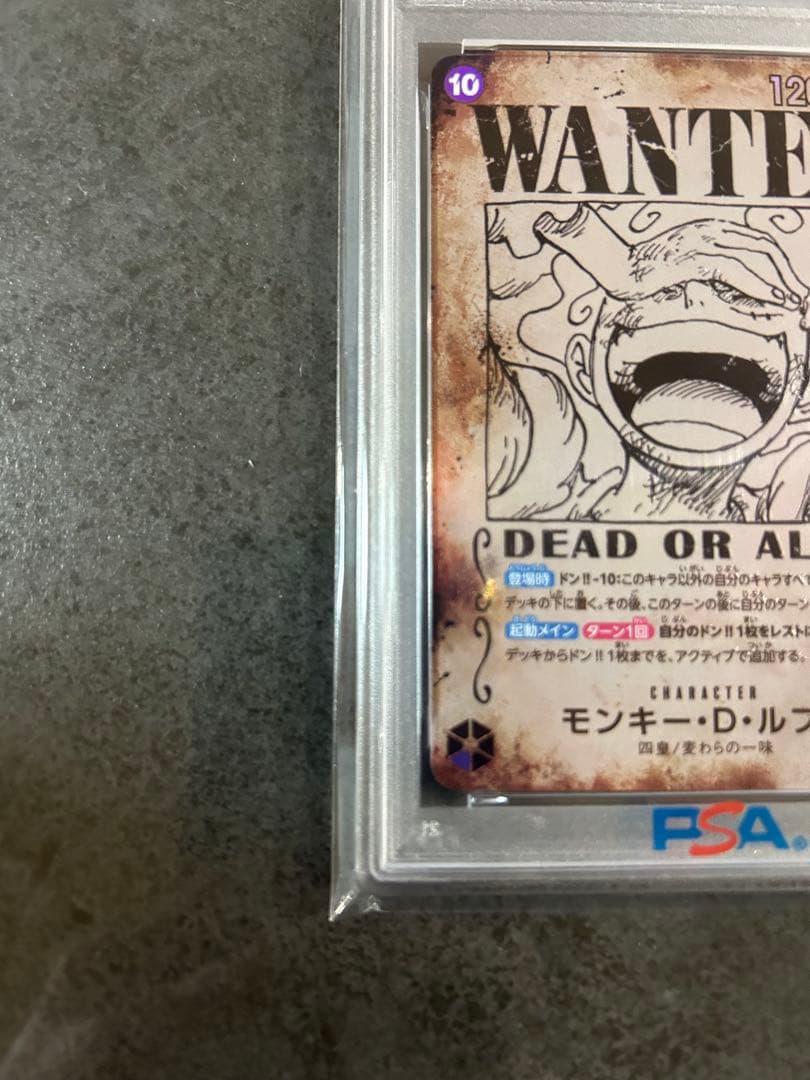 10 120
WANTE
DEAD OR AL
登場時 ドン!!-10:このキャラ以外の自分のキャラすべて
デッキの下に置く。その後、このターンの後に自分のターン
起動メイン ターン1回 自分のドン!!1枚をレストに
デッキからドン!!1枚までを、アクティブで追加する。
CHARACTER
モンキー・D・ルフ
四皇/麦わらの一味
PSA®